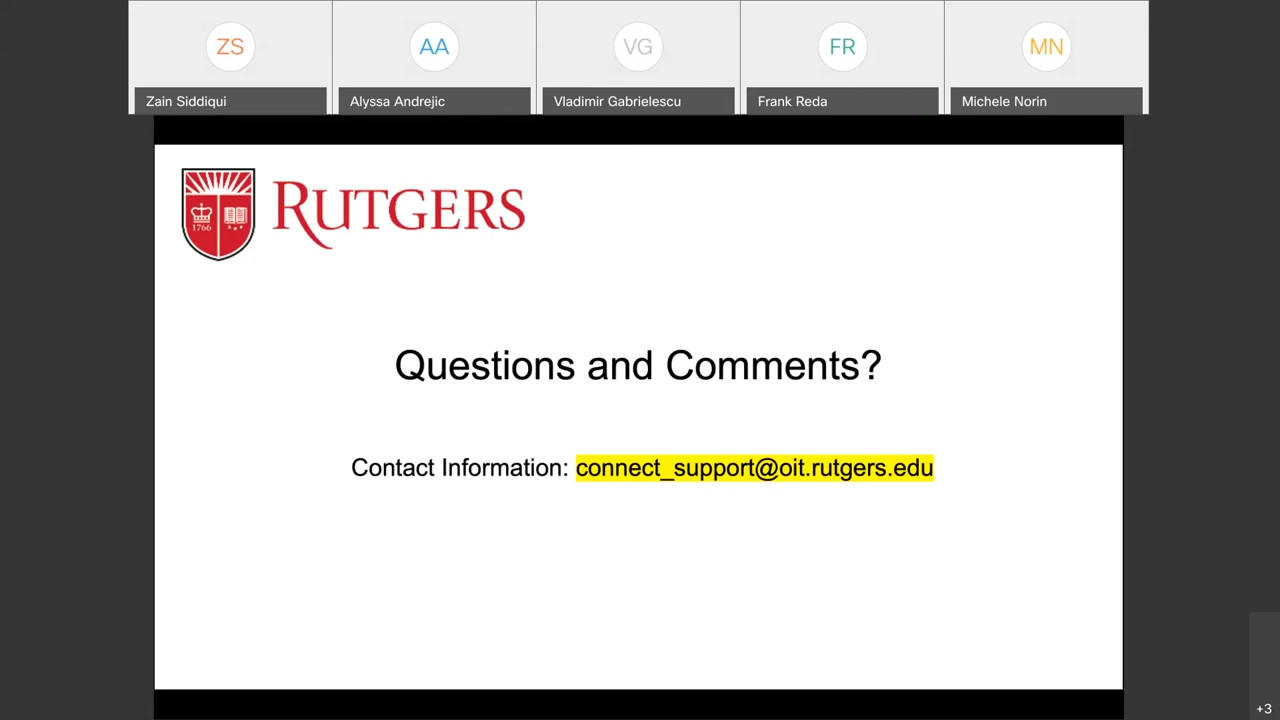 ZS
AA
VG
FR
MN
Zain Siddiqui
Alyssa Andrejic
Vladimir Gabrielescu
Frank Reda
Michele Norin
1766
RUTGERS
Questions and Comments?
Contact Information: connect_support@oit.rutgers.edu
+3